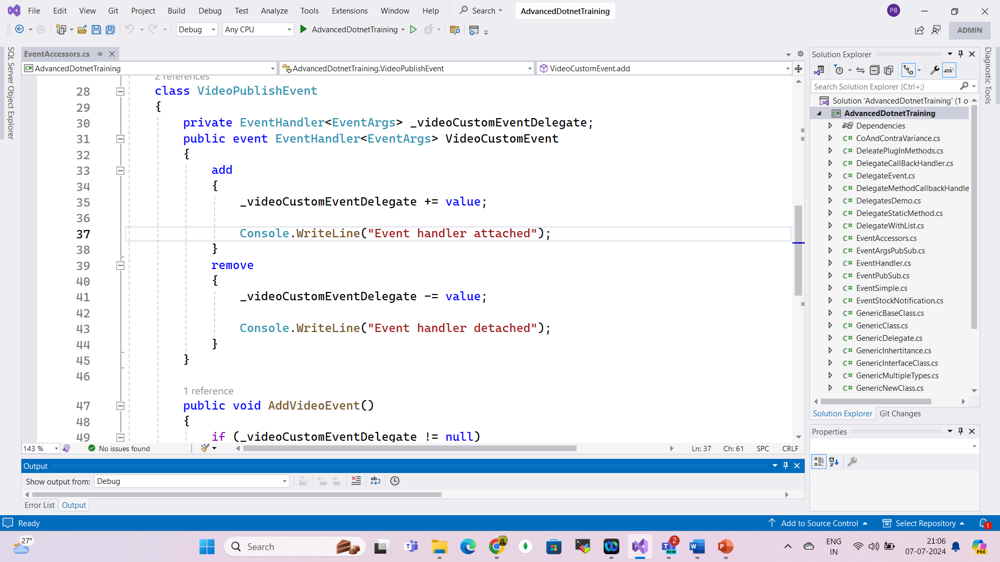 File Edit View Git Project Build Debug Test Analyze Tools Extensions Window Help Search AdvancedDotnetTraining PB
Debug Any CPU AdvancedDotnetTraining ADMIN
SQL Server Object Explorer
EventAccessors.cs
AdvancedDotnetTraining AdvancedDotnetTraining.VideoPublishEvent VideoCustomEvent.add
2 references
28 class VideoPublishEvent
29 {
30 private EventHandler<EventArgs> _videoCustomEventDelegate;
31 public event EventHandler<EventArgs> VideoCustomEvent
32 {
33 add
34 {
35 _videoCustomEventDelegate += value;
36
37 Console.WriteLine("Event handler attached");
38 }
39 remove
40 {
41 _videoCustomEventDelegate -= value;
42
43 Console.WriteLine("Event handler detached");
44 }
45 }
46
1 reference
47 public void AddVideoEvent()
48 {
49 if (_videoCustomEventDelegate != null)
143 % No issues found Ln: 37 Ch: 61 SPC CRLF
Output
Show output from: Debug
Error List Output
Solution Explorer
Search Solution Explorer (Ctrl+;)
Solution 'AdvancedDotnetTraining' (1 o
AdvancedDotnetTraining
Dependencies
C# CoAndContraVariance.cs
C# DeleatePlugInMethods.cs
C# DelegateCallBackHandler.cs
C# DelegateEvent.cs
C# DelegateMethodCallbackHandle
C# DelegatesDemo.cs
C# DelegateStaticMethod.cs
C# DelegateWithList.cs
C# EventAccessors.cs
C# EventArgsPubSub.cs
C# EventHandler.cs
C# EventPubSub.cs
C# EventSimple.cs
C# EventStockNotification.cs
C# GenericBaseClass.cs
C# GenericClass.cs
C# GenericDelegate.cs
C# GenericInhertitance.cs
C# GenericInterfaceClass.cs
C# GenericMultipleTypes.cs
C# GenericNewClass.cs
Solution Explorer Git Changes
Properties
Diagnostic Tools
Ready Add to Source Control Select Repository 1
27° Search NEW 2 ENG IN 21:06 07-07-2024 PRE